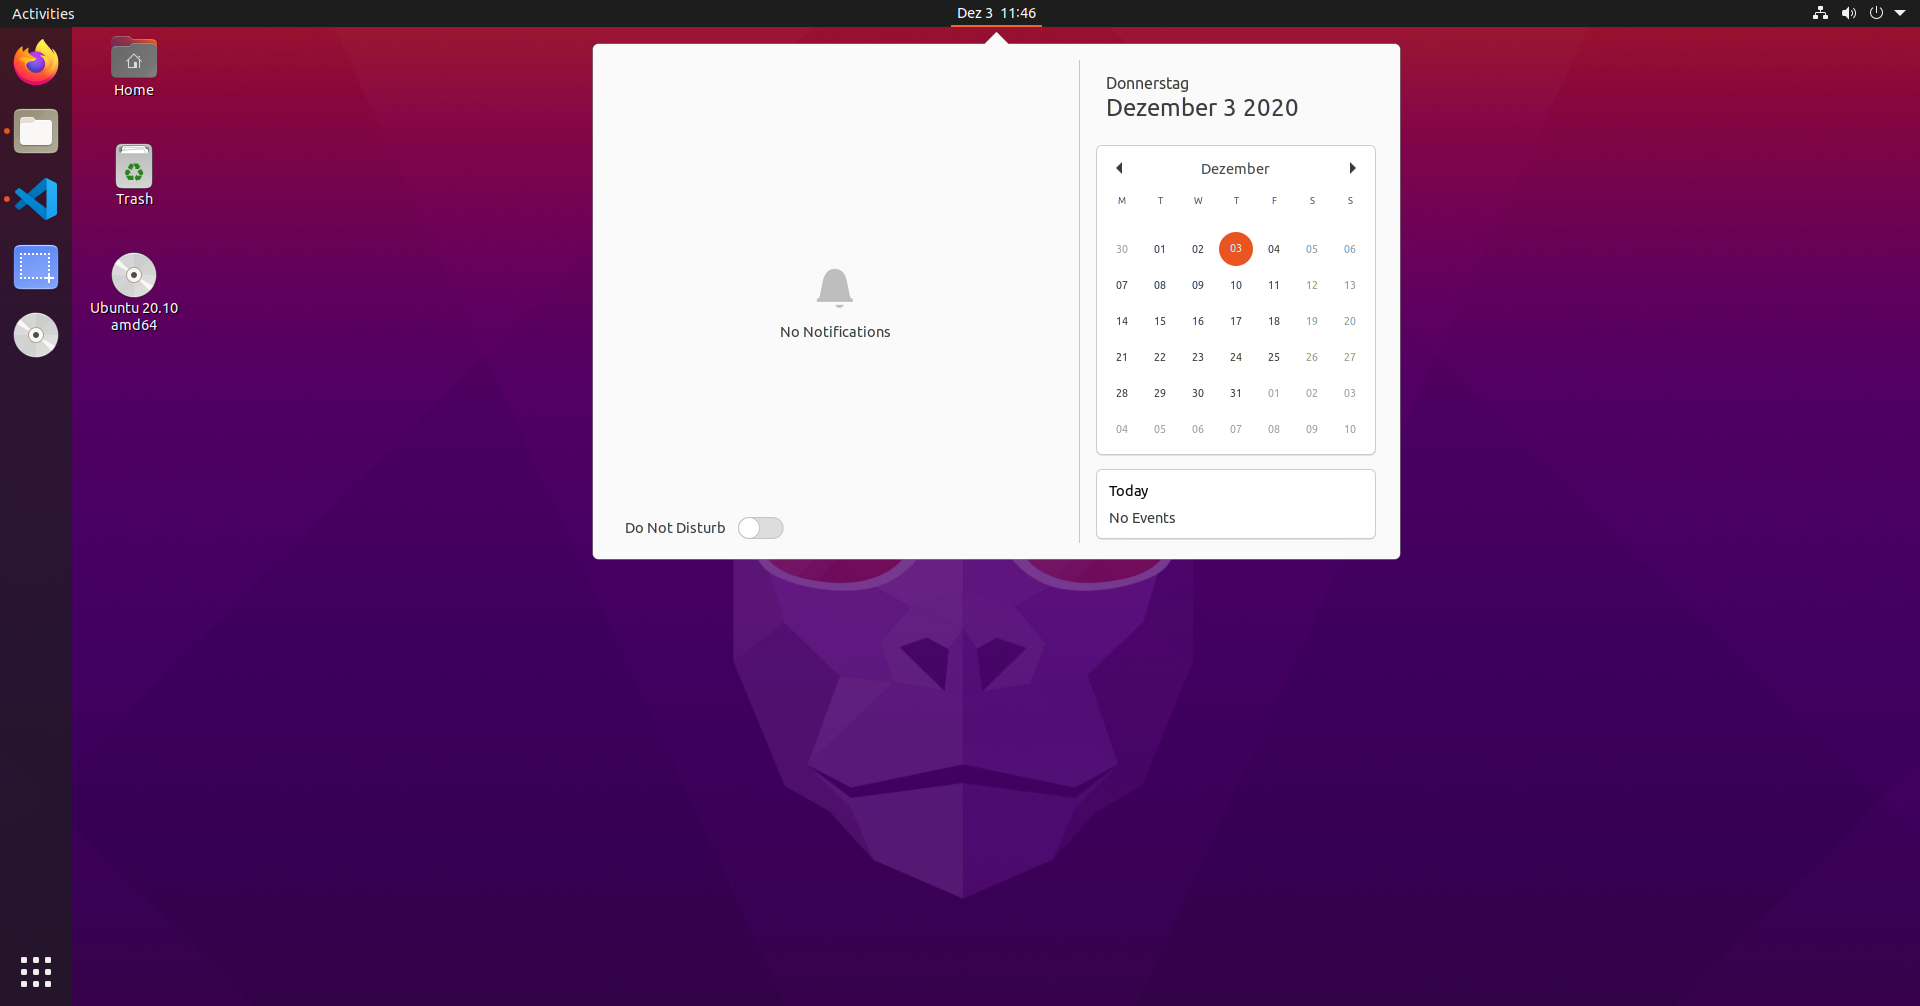 Activities
Dez 3 11:46
Home
Trash
Ubuntu 20.10
amd64
No Notifications
Do Not Disturb
Donnerstag
Dezember 3 2020
Dezember
M T W T F S S
30 01 02 03 04 05 06
07 08 09 10 11 12 13
14 15 16 17 18 19 20
21 22 23 24 25 26 27
28 29 30 31 01 02 03
04 05 06 07 08 09 10
Today
No Events